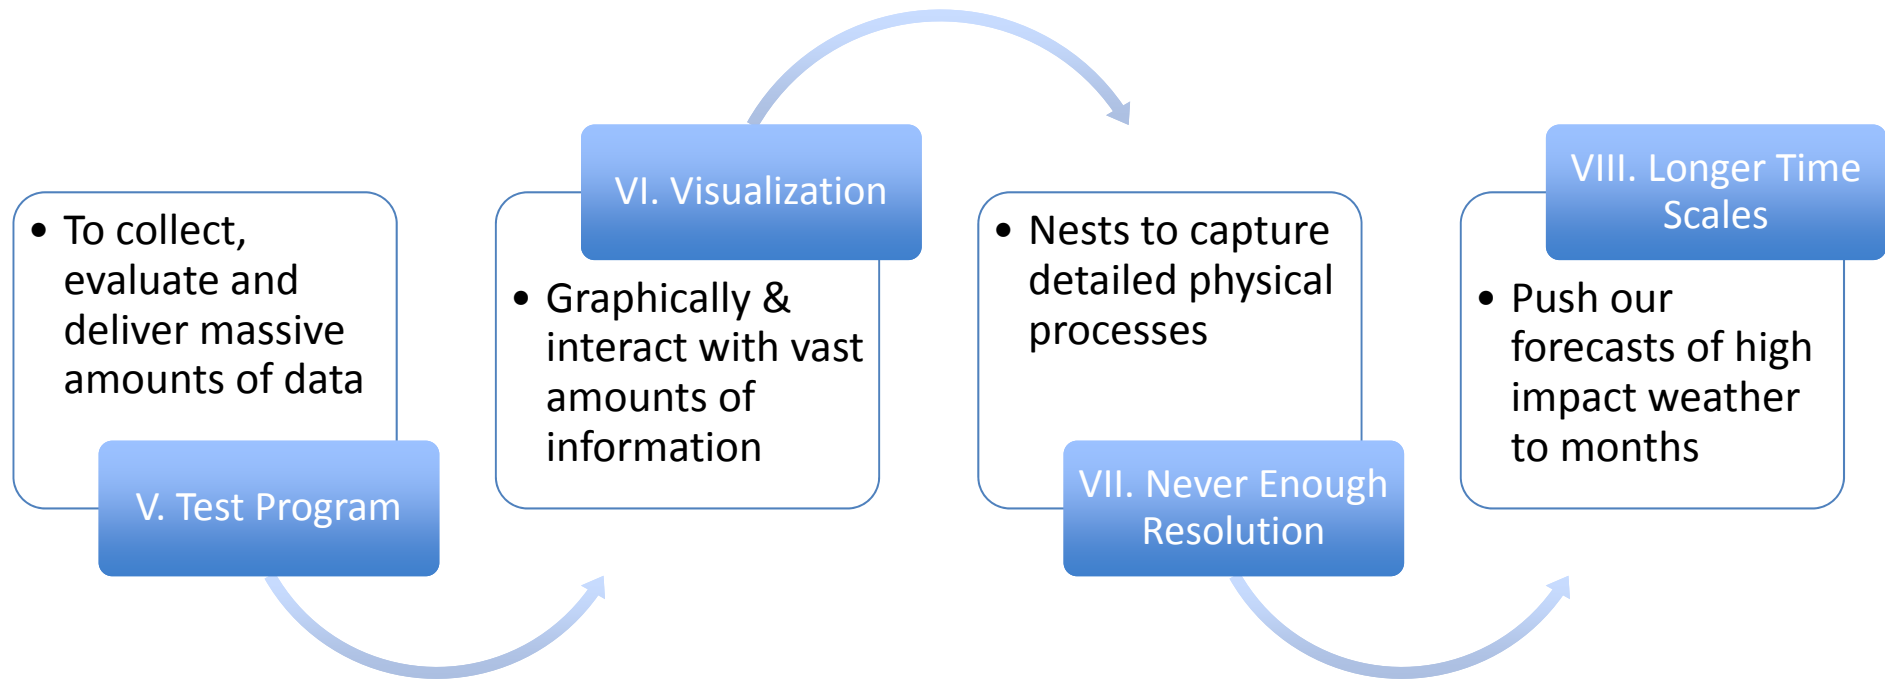 • To collect,
evaluate and
deliver massive
amounts of data
V. Test Program
VI. Visualization
• Graphically &
interact with vast
amounts of
information
• Nests to capture
detailed physical
processes
VII. Never Enough
Resolution
VIII. Longer Time
Scales
• Push our
forecasts of high
impact weather
to months